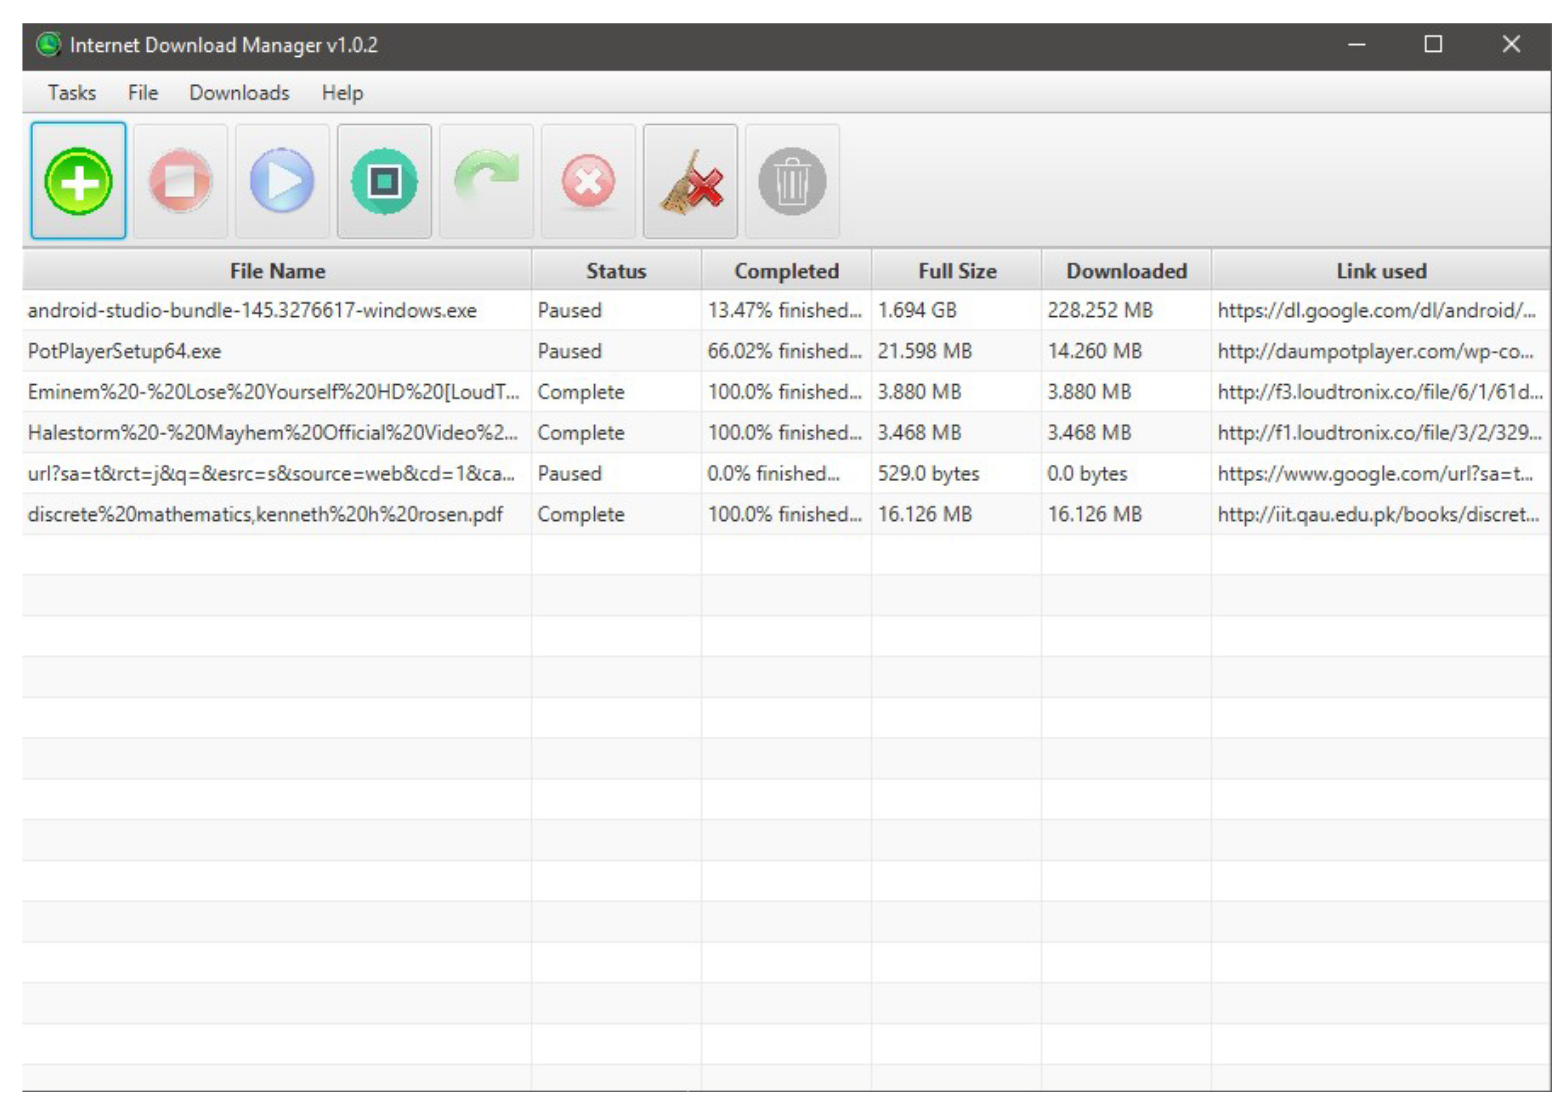 Internet Download Manager v1.0.2
Tasks File Downloads Help
File Name Status Completed Full Size Downloaded Link used
android-studio-bundle-145.3276617-windows.exe Paused 13.47% finished... 1.694 GB 228.252 MB https://dl.google.com/dl/android/...
PotPlayerSetup64.exe Paused 66.02% finished... 21.598 MB 14.260 MB http://daumpotplayer.com/wp-co...
Eminem%20-%20Lose%20Yourself%20HD%20[LoudT... Complete 100.0% finished... 3.880 MB 3.880 MB http://f3.loudtronix.co/file/6/1/61d...
Halestorm%20-%20Mayhem%20Official%20Video%2... Complete 100.0% finished... 3.468 MB 3.468 MB http://f1.loudtronix.co/file/3/2/329...
url?sa=t&rct=j&q=&esrc=s&source=web&cd=1&ca... Paused 0.0% finished... 529.0 bytes 0.0 bytes https://www.google.com/url?sa=t...
discrete%20mathematics,kenneth%20h%20rosen.pdf Complete 100.0% finished... 16.126 MB 16.126 MB http://iit.qau.edu.pk/books/discret...